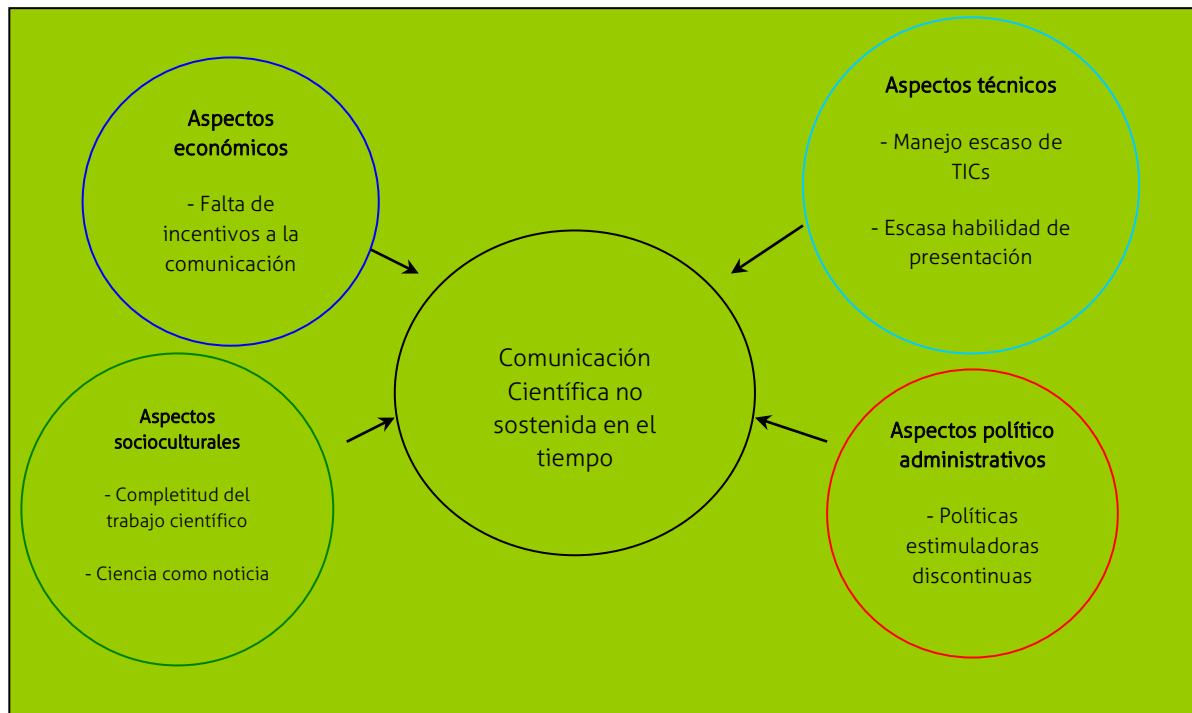 Aspectos
económicos
- Falta de
incentivos a la
comunicación
Aspectos técnicos
- Manejo escaso de
TICs
- Escasa habilidad de
presentación
Comunicación
Científica no
sostenida en el
tiempo
Aspectos
socioculturales
- Completitud del
trabajo científico
- Ciencia como noticia
Aspectos político
administrativos
- Políticas
estimuladoras
discontinuas